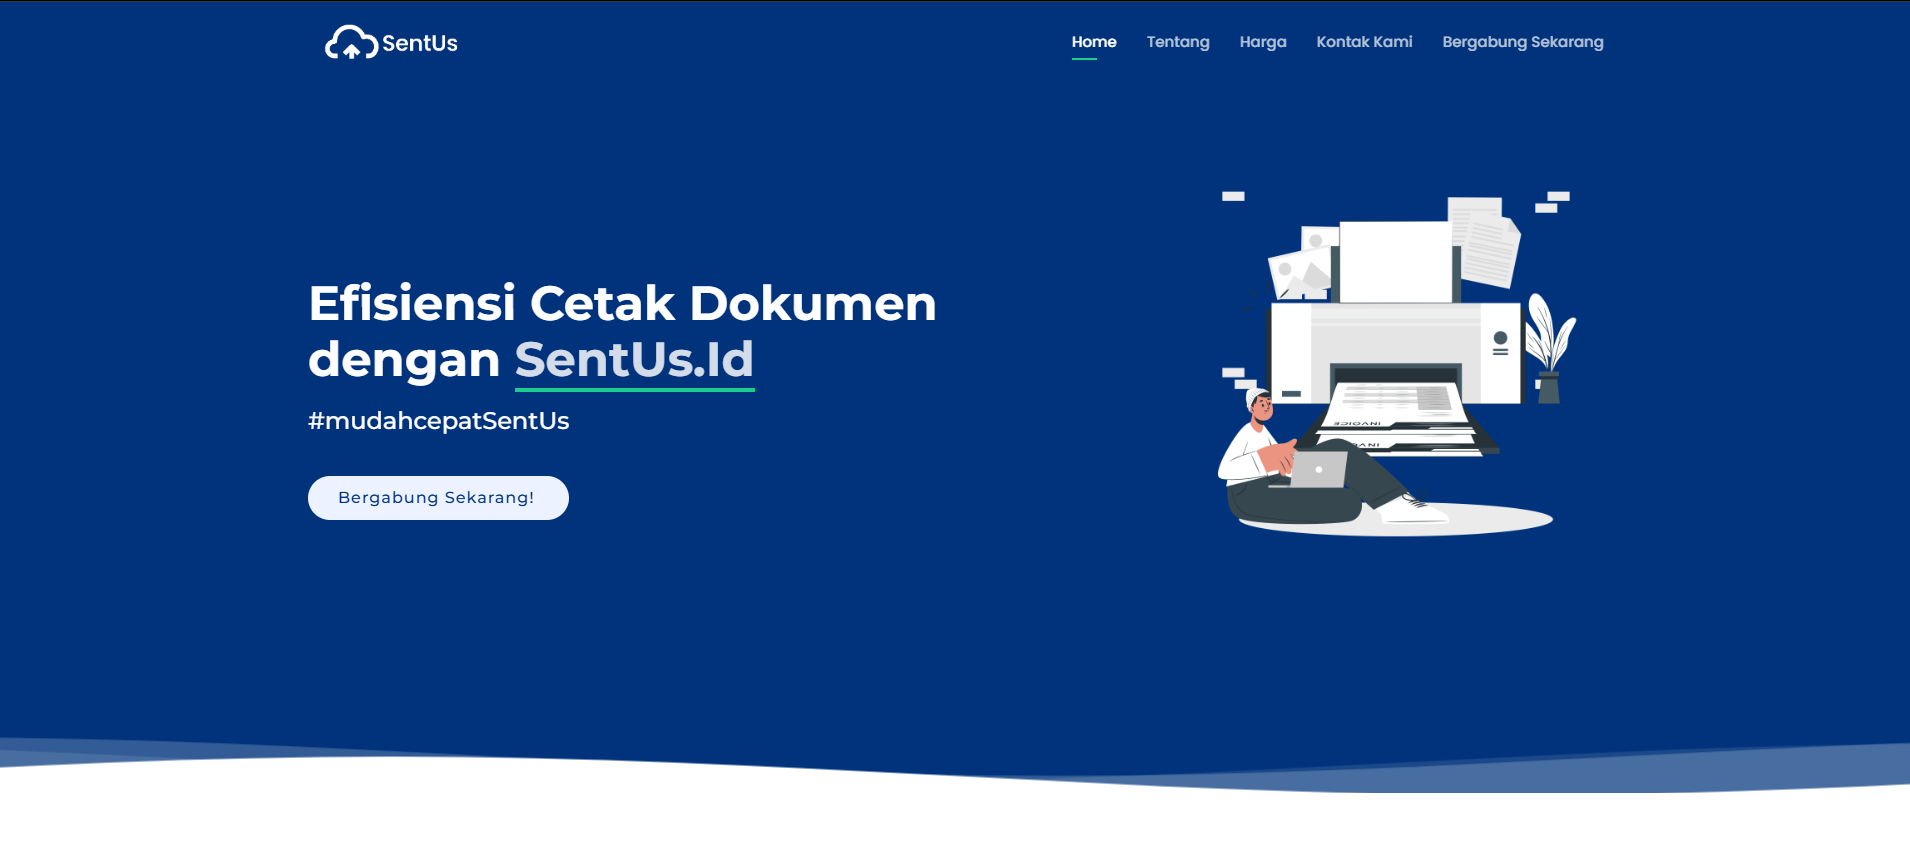 SentUs
Home Tentang Harga Kontak Kami Bergabung Sekarang
Efisiensi Cetak Dokumen
dengan SentUs.Id
#mudahcepatSentUs
Bergabung Sekarang!
INVOICE